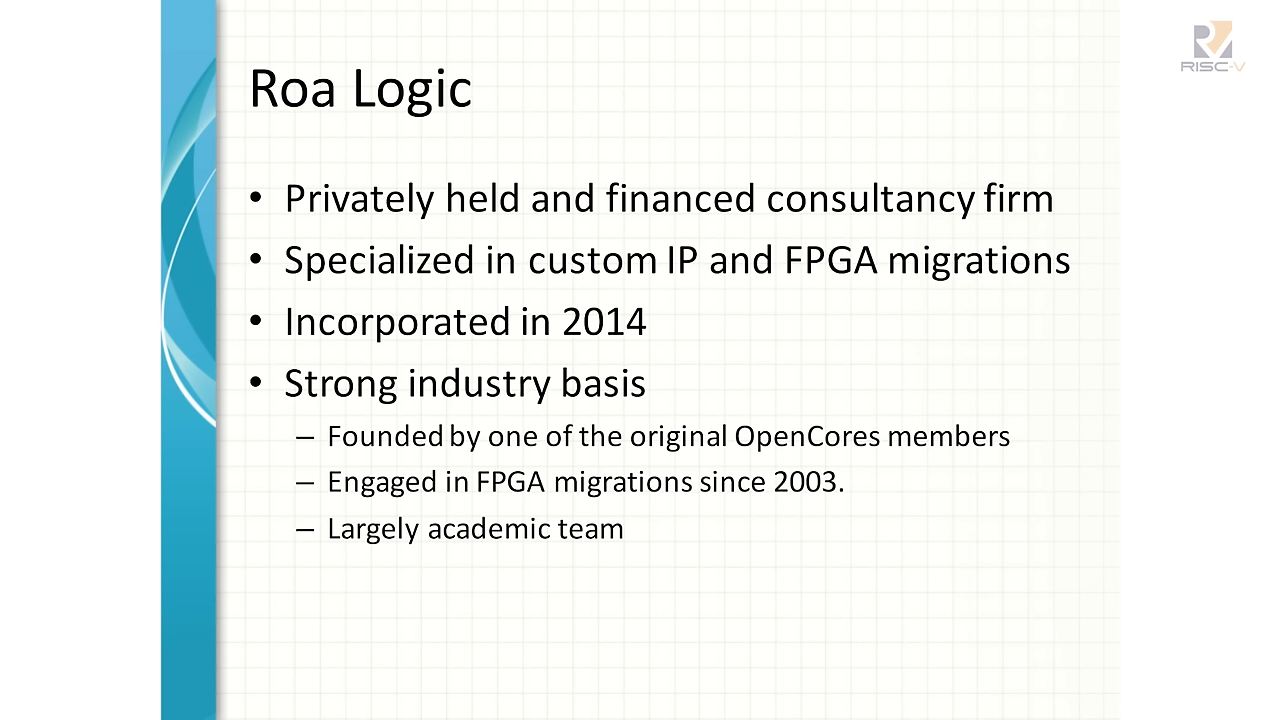 RISC-V
Roa Logic
• Privately held and financed consultancy firm
• Specialized in custom IP and FPGA migrations
• Incorporated in 2014
• Strong industry basis
– Founded by one of the original OpenCores members
– Engaged in FPGA migrations since 2003.
– Largely academic team